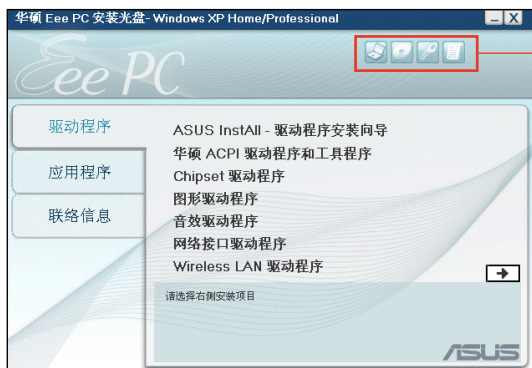 华硕 Eee PC 安装光盘- Windows XP Home/Professional
Eee PC
驱动程序
应用程序
联络信息
ASUS InstAll - 驱动程序安装向导
华硕 ACPI 驱动程序和工具程序
Chipset 驱动程序
图形驱动程序
音效驱动程序
网络接口驱动程序
Wireless LAN 驱动程序
请选择右侧安装项目
ASUS